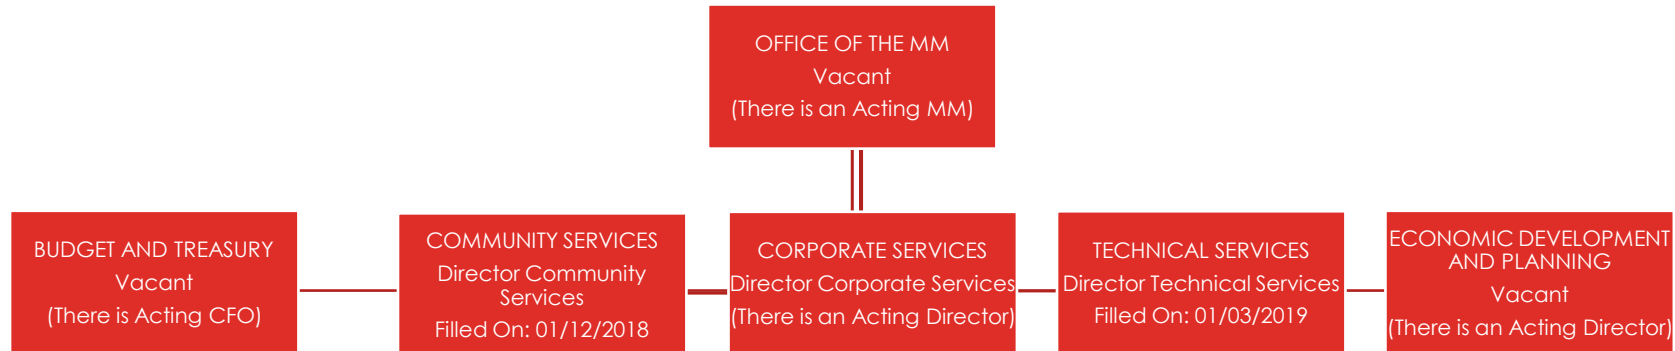 OFFICE OF THE MM
Vacant
(There is an Acting MM)
BUDGET AND TREASURY
Vacant
(There is Acting CFO)
COMMUNITY SERVICES
Director Community
Services
Filled On: 01/12/2018
CORPORATE SERVICES
Director Corporate Services
(There is an Acting Director)
TECHNICAL SERVICES
Director Technical Services
Filled On: 01/03/2019
ECONOMIC DEVELOPMENT
AND PLANNING
Vacant
(There is an Acting Director)